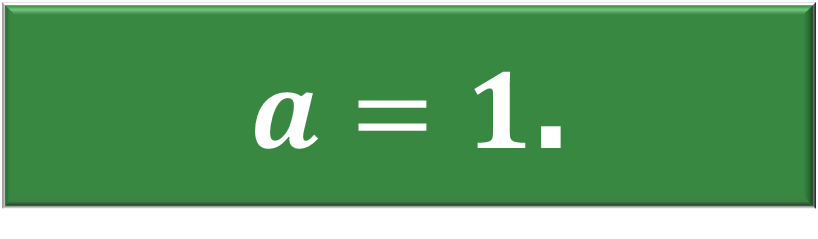 a = 1.